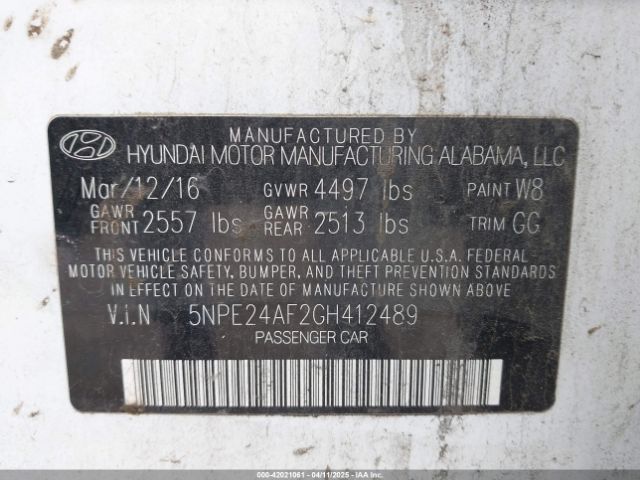 MANUFACTURED BY
HYUNDAI MOTOR MANUFACTURING ALABAMA, LLC
Mar/12/16 GVWR 4497 lbs PAINT W8
GAWR FRONT 2557 lbs GAWR REAR 2513 lbs TRIM GG
THIS VEHICLE CONFORMS TO ALL APPLICABLE U.S.A. FEDERAL
MOTOR VEHICLE SAFETY, BUMPER, AND THEFT PREVENTION STANDARDS
IN EFFECT ON THE DATE OF MANUFACTURE SHOWN ABOVE
V.I.N 5NPE24AF2GH412489
PASSENGER CAR
000-42021061 - 04/11/2025 - IAAI.COM